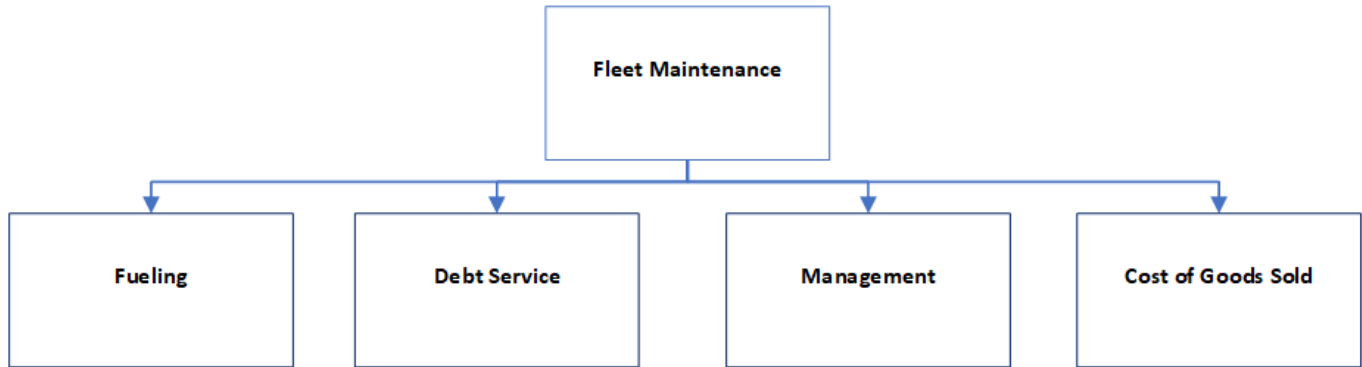 Fleet Maintenance
Fueling
Debt Service
Management
Cost of Goods Sold